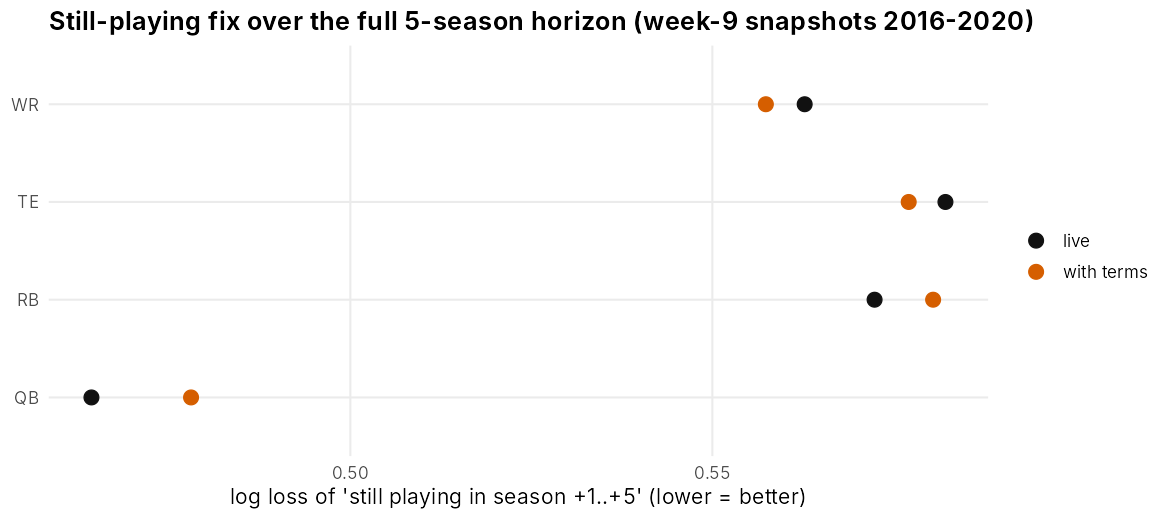 Still-playing fix over the full 5-season horizon (week-9 snapshots 2016-2020)
WR
TE
RB
QB
live
with terms
0.50
0.55
log loss of 'still playing in season +1..+5' (lower = better)